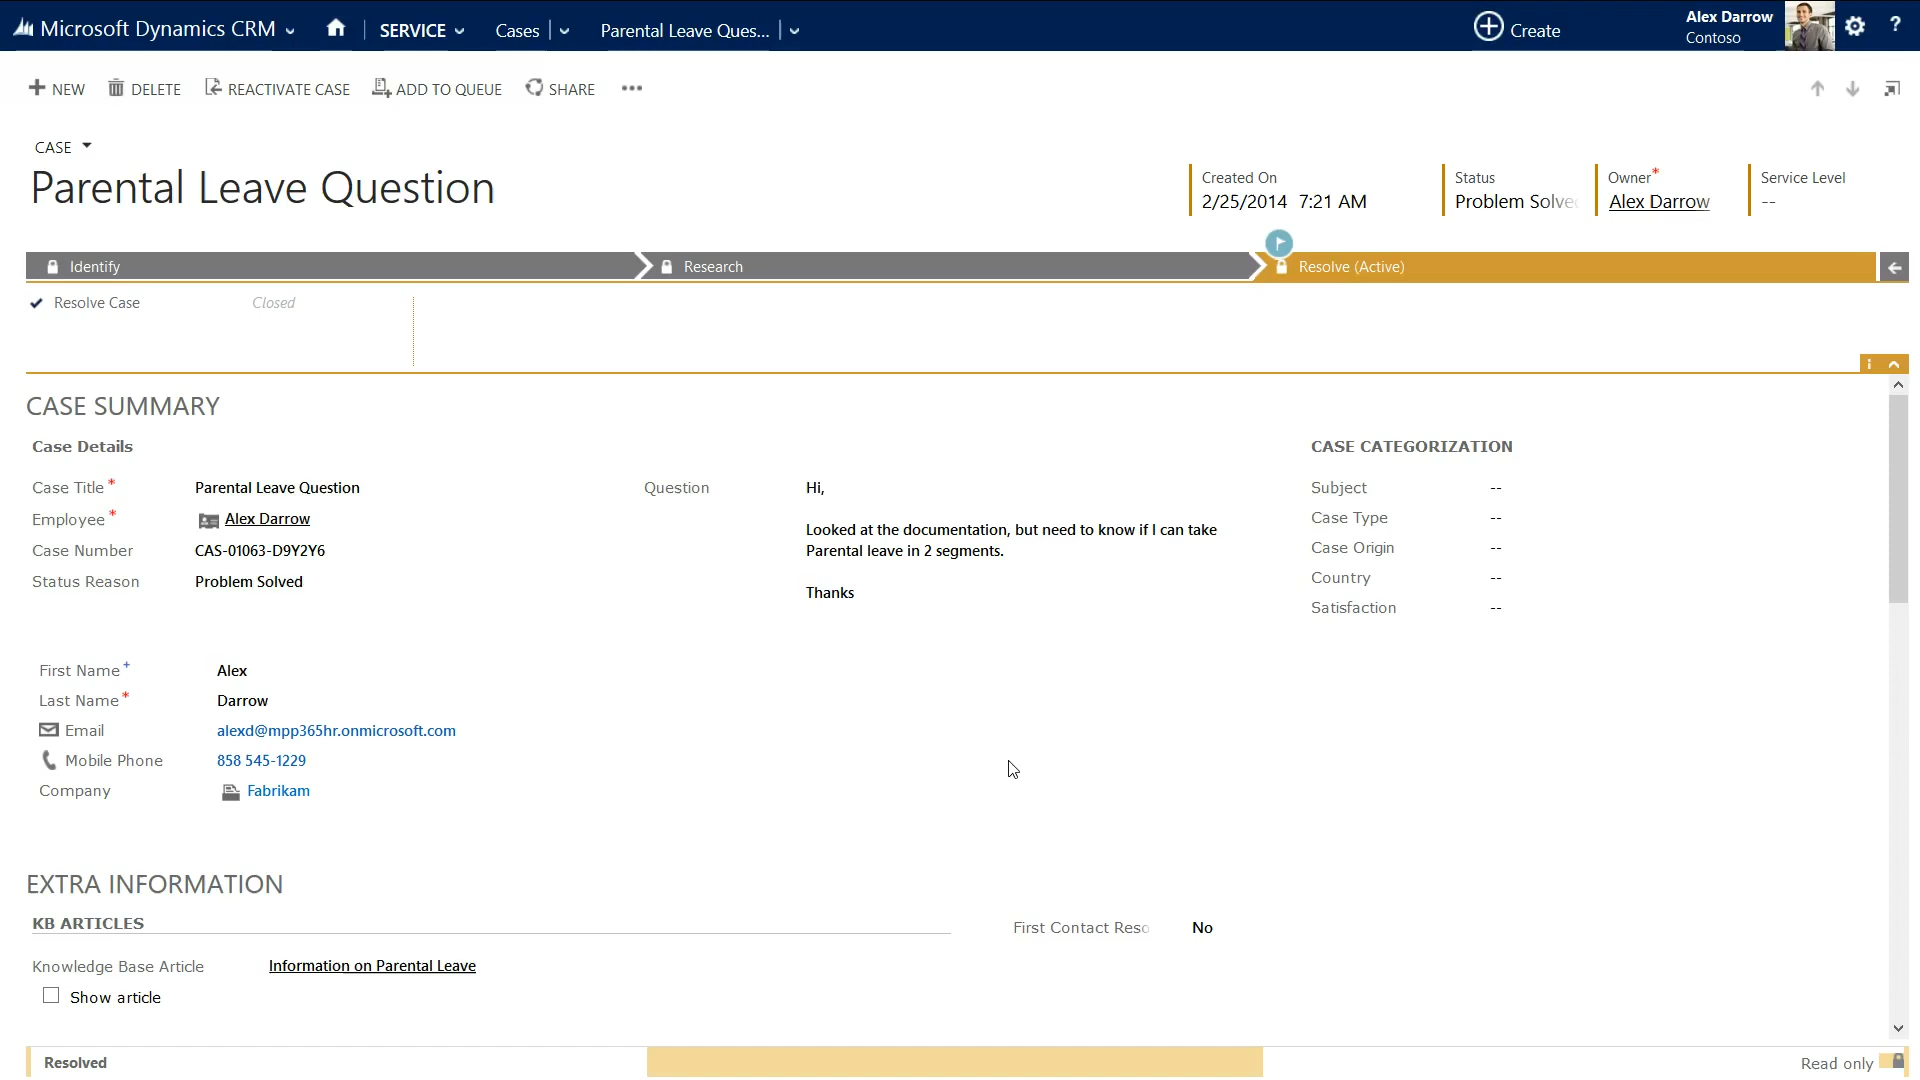 Microsoft Dynamics CRM
SERVICE
Cases
Parental Leave Ques...
Create
Alex Darrow
Contoso
?
NEW
DELETE
REACTIVATE CASE
ADD TO QUEUE
SHARE
•••
CASE
Parental Leave Question
Created On
2/25/2014 7:21 AM
Status
Problem Solve
Owner*
Alex Darrow
Service Level
--
Identify
Research
Resolve (Active)
Resolve Case
Closed
CASE SUMMARY
Case Details
Case Title*
Parental Leave Question
Employee*
Alex Darrow
Case Number
CAS-01063-D9Y2Y6
Status Reason
Problem Solved
Question
Hi,
Looked at the documentation, but need to know if I can take
Parental leave in 2 segments.
Thanks
CASE CATEGORIZATION
Subject --
Case Type --
Case Origin --
Country --
Satisfaction --
First Name+
Alex
Last Name*
Darrow
Email
alexd@mpp365hr.onmicrosoft.com
Mobile Phone
858 545-1229
Company
Fabrikam
EXTRA INFORMATION
KB ARTICLES
Knowledge Base Article
Information on Parental Leave
Show article
First Contact Reso
No
Resolved
Read only